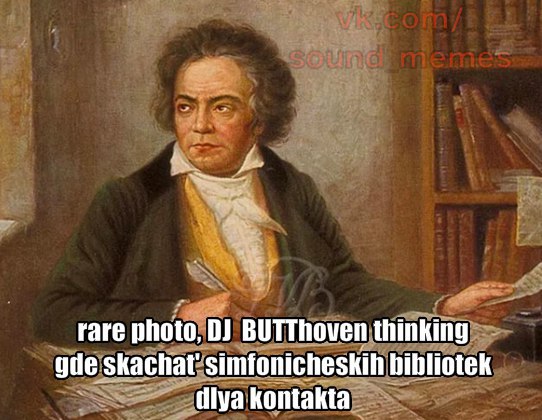 vk.com/
sound_memes
rare photo, DJ BUTThoven thinking
gde skachat' simfonicheskih bibliotek
dlya kontakta